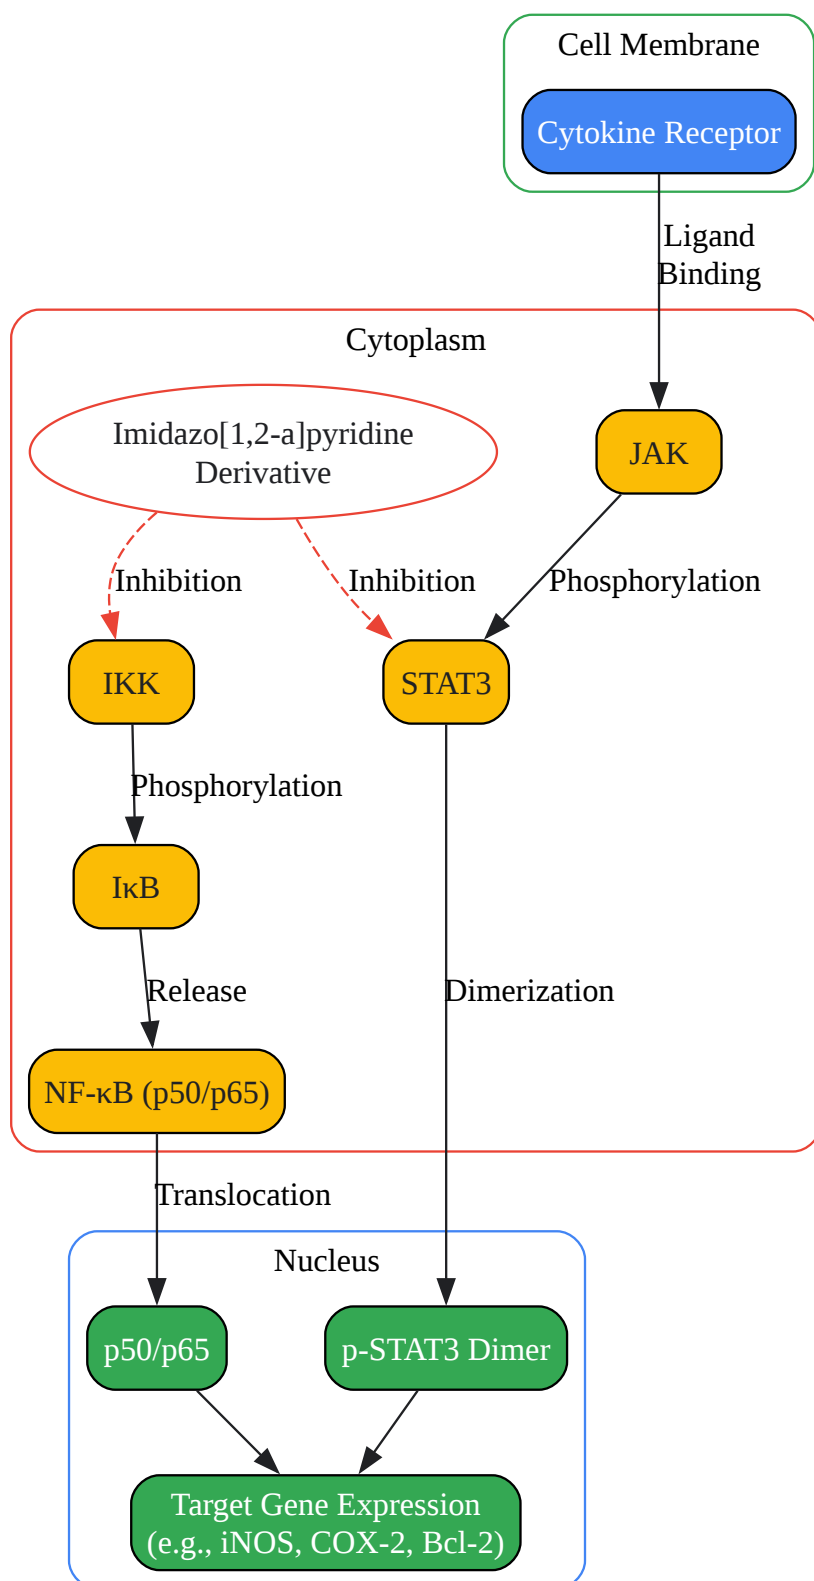 Cell Membrane
Cytokine Receptor
Ligand
Binding
Cytoplasm
Imidazo[1,2-a]pyridine
Derivative
JAK
Inhibition
Inhibition
Phosphorylation
IKK
STAT3
Phosphorylation
IκB
Release
Dimerization
NF-κB (p50/p65)
Translocation
Nucleus
p50/p65
p-STAT3 Dimer
Target Gene Expression
(e.g., iNOS, COX-2, Bcl-2)